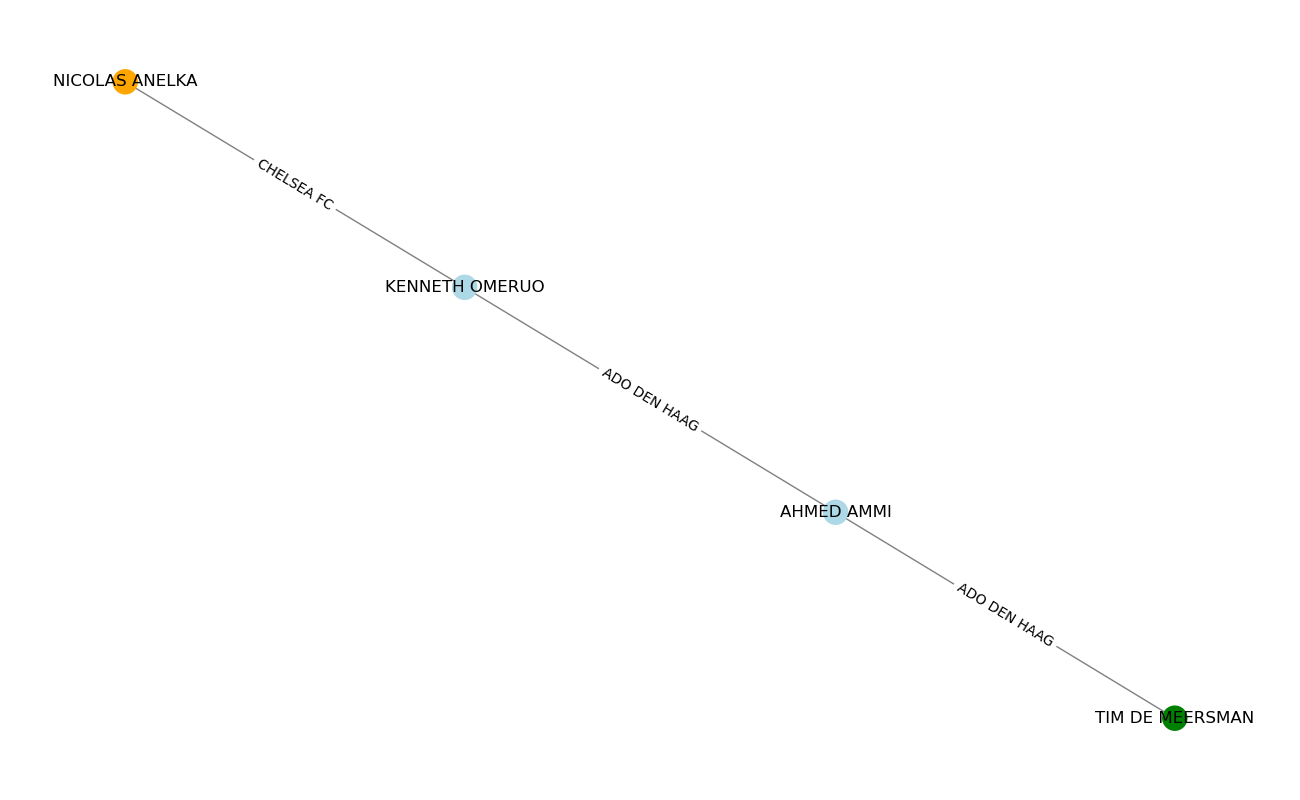 NICOLAS ANELKA
CHELSEA FC
KENNETH OMERUO
ADO DEN HAAG
AHMED AMMI
ADO DEN HAAG
TIM DE MEERSMAN